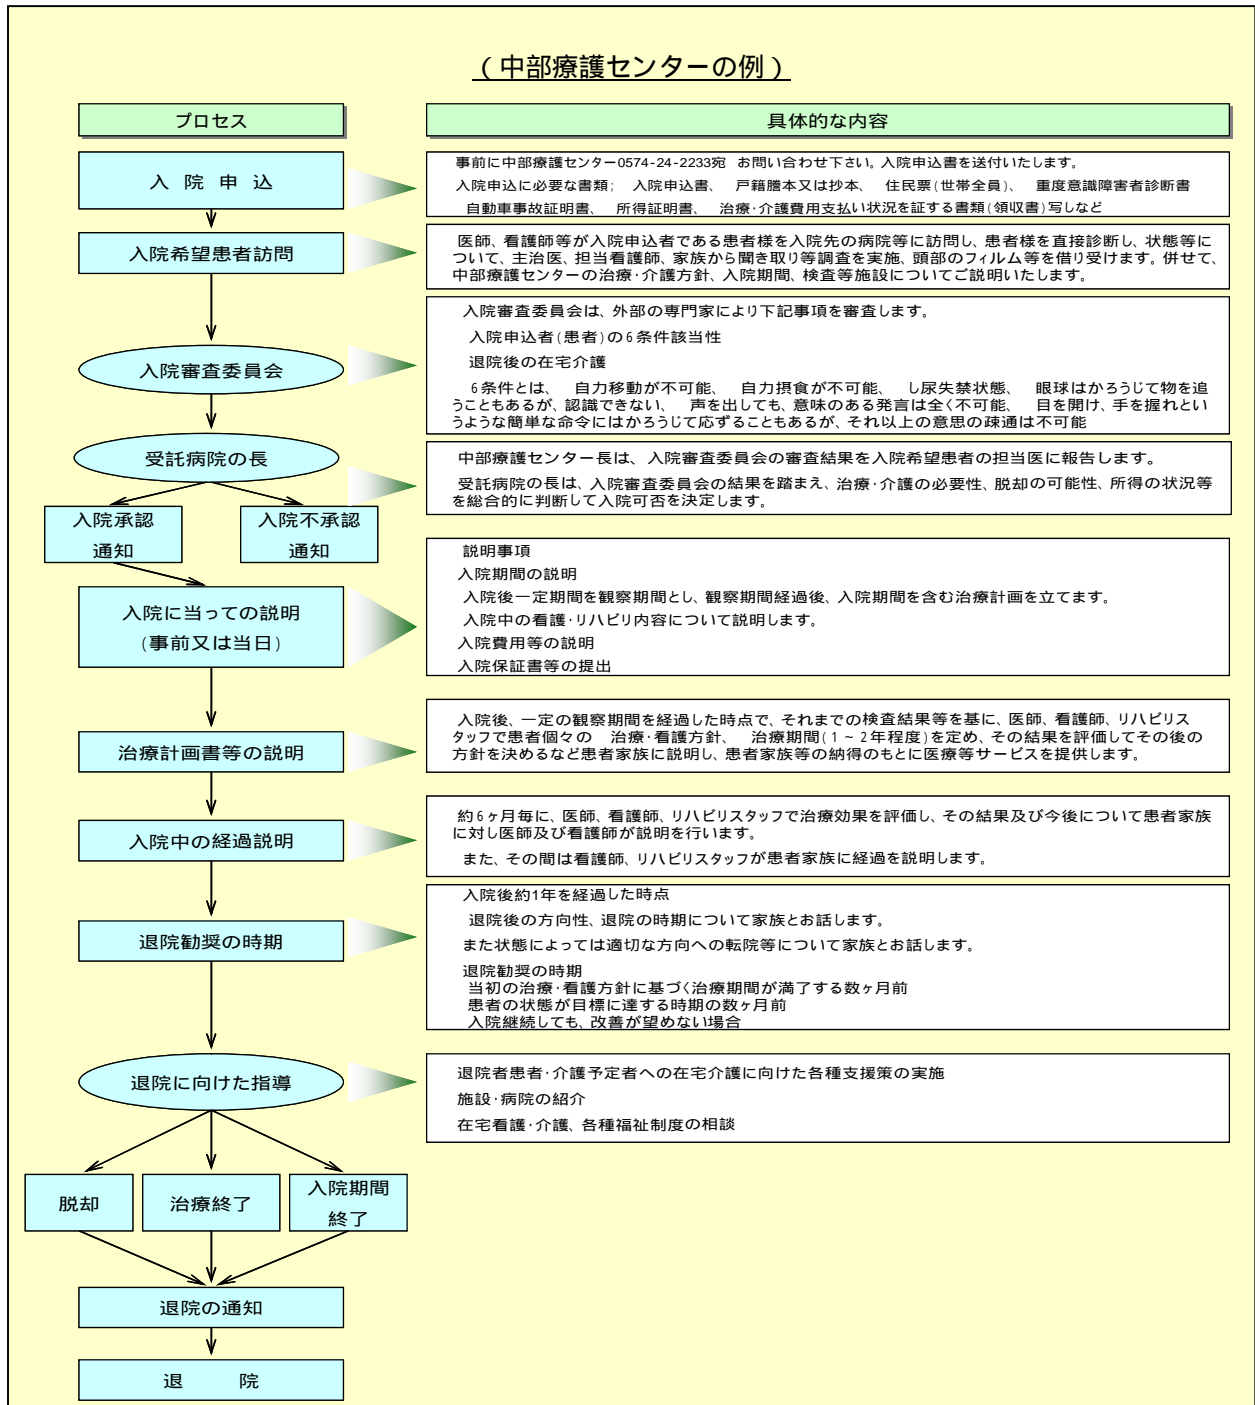 (中部療護センターの例)
プロセス
具体的な内容
入院申込
事前に中部療護センター0574-24-2233宛 お問い合わせ下さい。入院申込書を送付いたします。
入院申込に必要な書類; 入院申込書、 戸籍謄本又は抄本、 住民票(世帯全員)、 重度意識障害者診断書
自動車事故証明書、 所得証明書、 治療・介護費用支払い状況を証する書類(領収書)写しなど
入院希望患者訪問
医師、看護師等が入院申込者である患者様を入院先の病院等に訪問し、患者様を直接診断し、状態等に
ついて、主治医、担当看護師、家族から聞き取り等調査を実施、頭部のフィルム等を借り受けます。併せて、
中部療護センターの治療・介護方針、入院期間、検査等施設についてご説明いたします。
入院審査委員会
入院審査委員会は、外部の専門家により下記事項を審査します。
入院申込者(患者)の6条件該当性
退院後の在宅介護
6条件とは、 自力移動が不可能、 自力摂食が不可能、 し尿失禁状態、 眼球はかろうじて物を追
うこともあるが、認識できない、 声を出しても、意味のある発言は全く不可能、 目を開け、手を握れとい
うような簡単な命令にはかろうじて応ずることもあるが、それ以上の意思の疎通は不可能
受託病院の長
中部療護センター長は、入院審査委員会の審査結果を入院希望患者の担当医に報告します。
受託病院の長は、入院審査委員会の結果を踏まえ、治療・介護の必要性、脱却の可能性、所得の状況等
を総合的に判断して入院可否を決定します。
入院承認
通知
入院不承認
通知
入院に当っての説明
(事前又は当日)
説明事項
入院期間の説明
入院後一定期間を観察期間とし、観察期間経過後、入院期間を含む治療計画を立てます。
入院中の看護・リハビリ内容について説明します。
入院費用等の説明
入院保証書等の提出
治療計画書等の説明
入院後、一定の観察期間を経過した時点で、それまでの検査結果等を基に、医師、看護師、リハビリス
タッフで患者個々の 治療・看護方針、 治療期間(1~2年程度)を定め、その結果を評価してその後の
方針を決めるなど患者家族に説明し、患者家族等の納得のもとに医療等サービスを提供します。
入院中の経過説明
約6ヶ月毎に、医師、看護師、リハビリスタッフで治療効果を評価し、その結果及び今後について患者家族
に対し医師及び看護師が説明を行います。
また、その間は看護師、リハビリスタッフが患者家族に経過を説明します。
退院勧奨の時期
入院後約1年を経過した時点
退院後の方向性、退院の時期について家族とお話します。
また状態によっては適切な方向への転院等について家族とお話します。
退院勧奨の時期
当初の治療・看護方針に基づく治療期間が満了する数ヶ月前
患者の状態が目標に達する時期の数ヶ月前
入院継続しても、改善が望めない場合
退院に向けた指導
退院者患者・介護予定者への在宅介護に向けた各種支援策の実施
施設・病院の紹介
在宅看護・介護、各種福祉制度の相談
脱却
治療終了
入院期間
終了
退院の通知
退 院